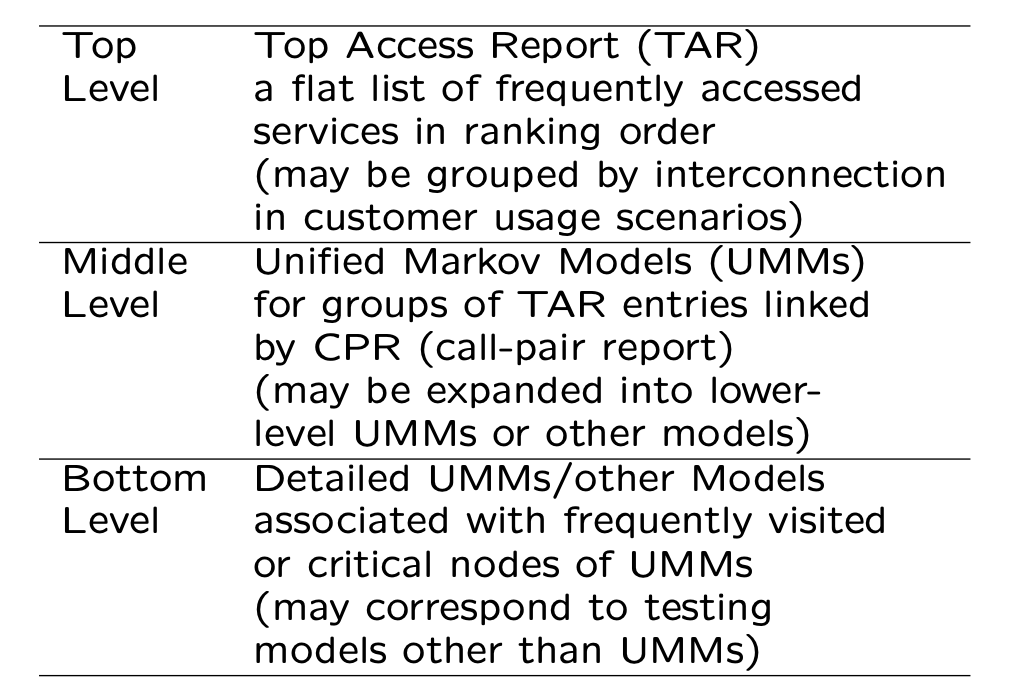 Top Level
Top Access Report (TAR)
a flat list of frequently accessed
services in ranking order
(may be grouped by interconnection
in customer usage scenarios)
Middle Level
Unified Markov Models (UMMs)
for groups of TAR entries linked
by CPR (call-pair report)
(may be expanded into lower-
level UMMs or other models)
Bottom Level
Detailed UMMs/other Models
associated with frequently visited
or critical nodes of UMMs
(may correspond to testing
models other than UMMs)